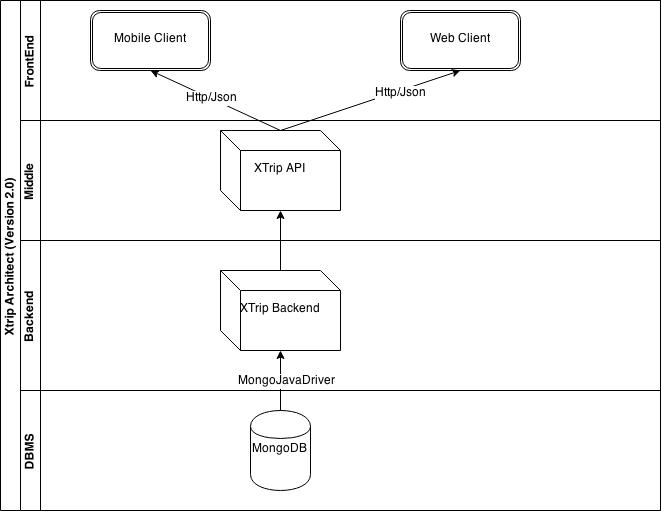 Xtrip Architect (Version 2.0)
FrontEnd
Mobile Client
Web Client
Http/Json
Http/Json
Middle
XTrip API
Backend
XTrip Backend
MongoJavaDriver
DBMS
MongoDB